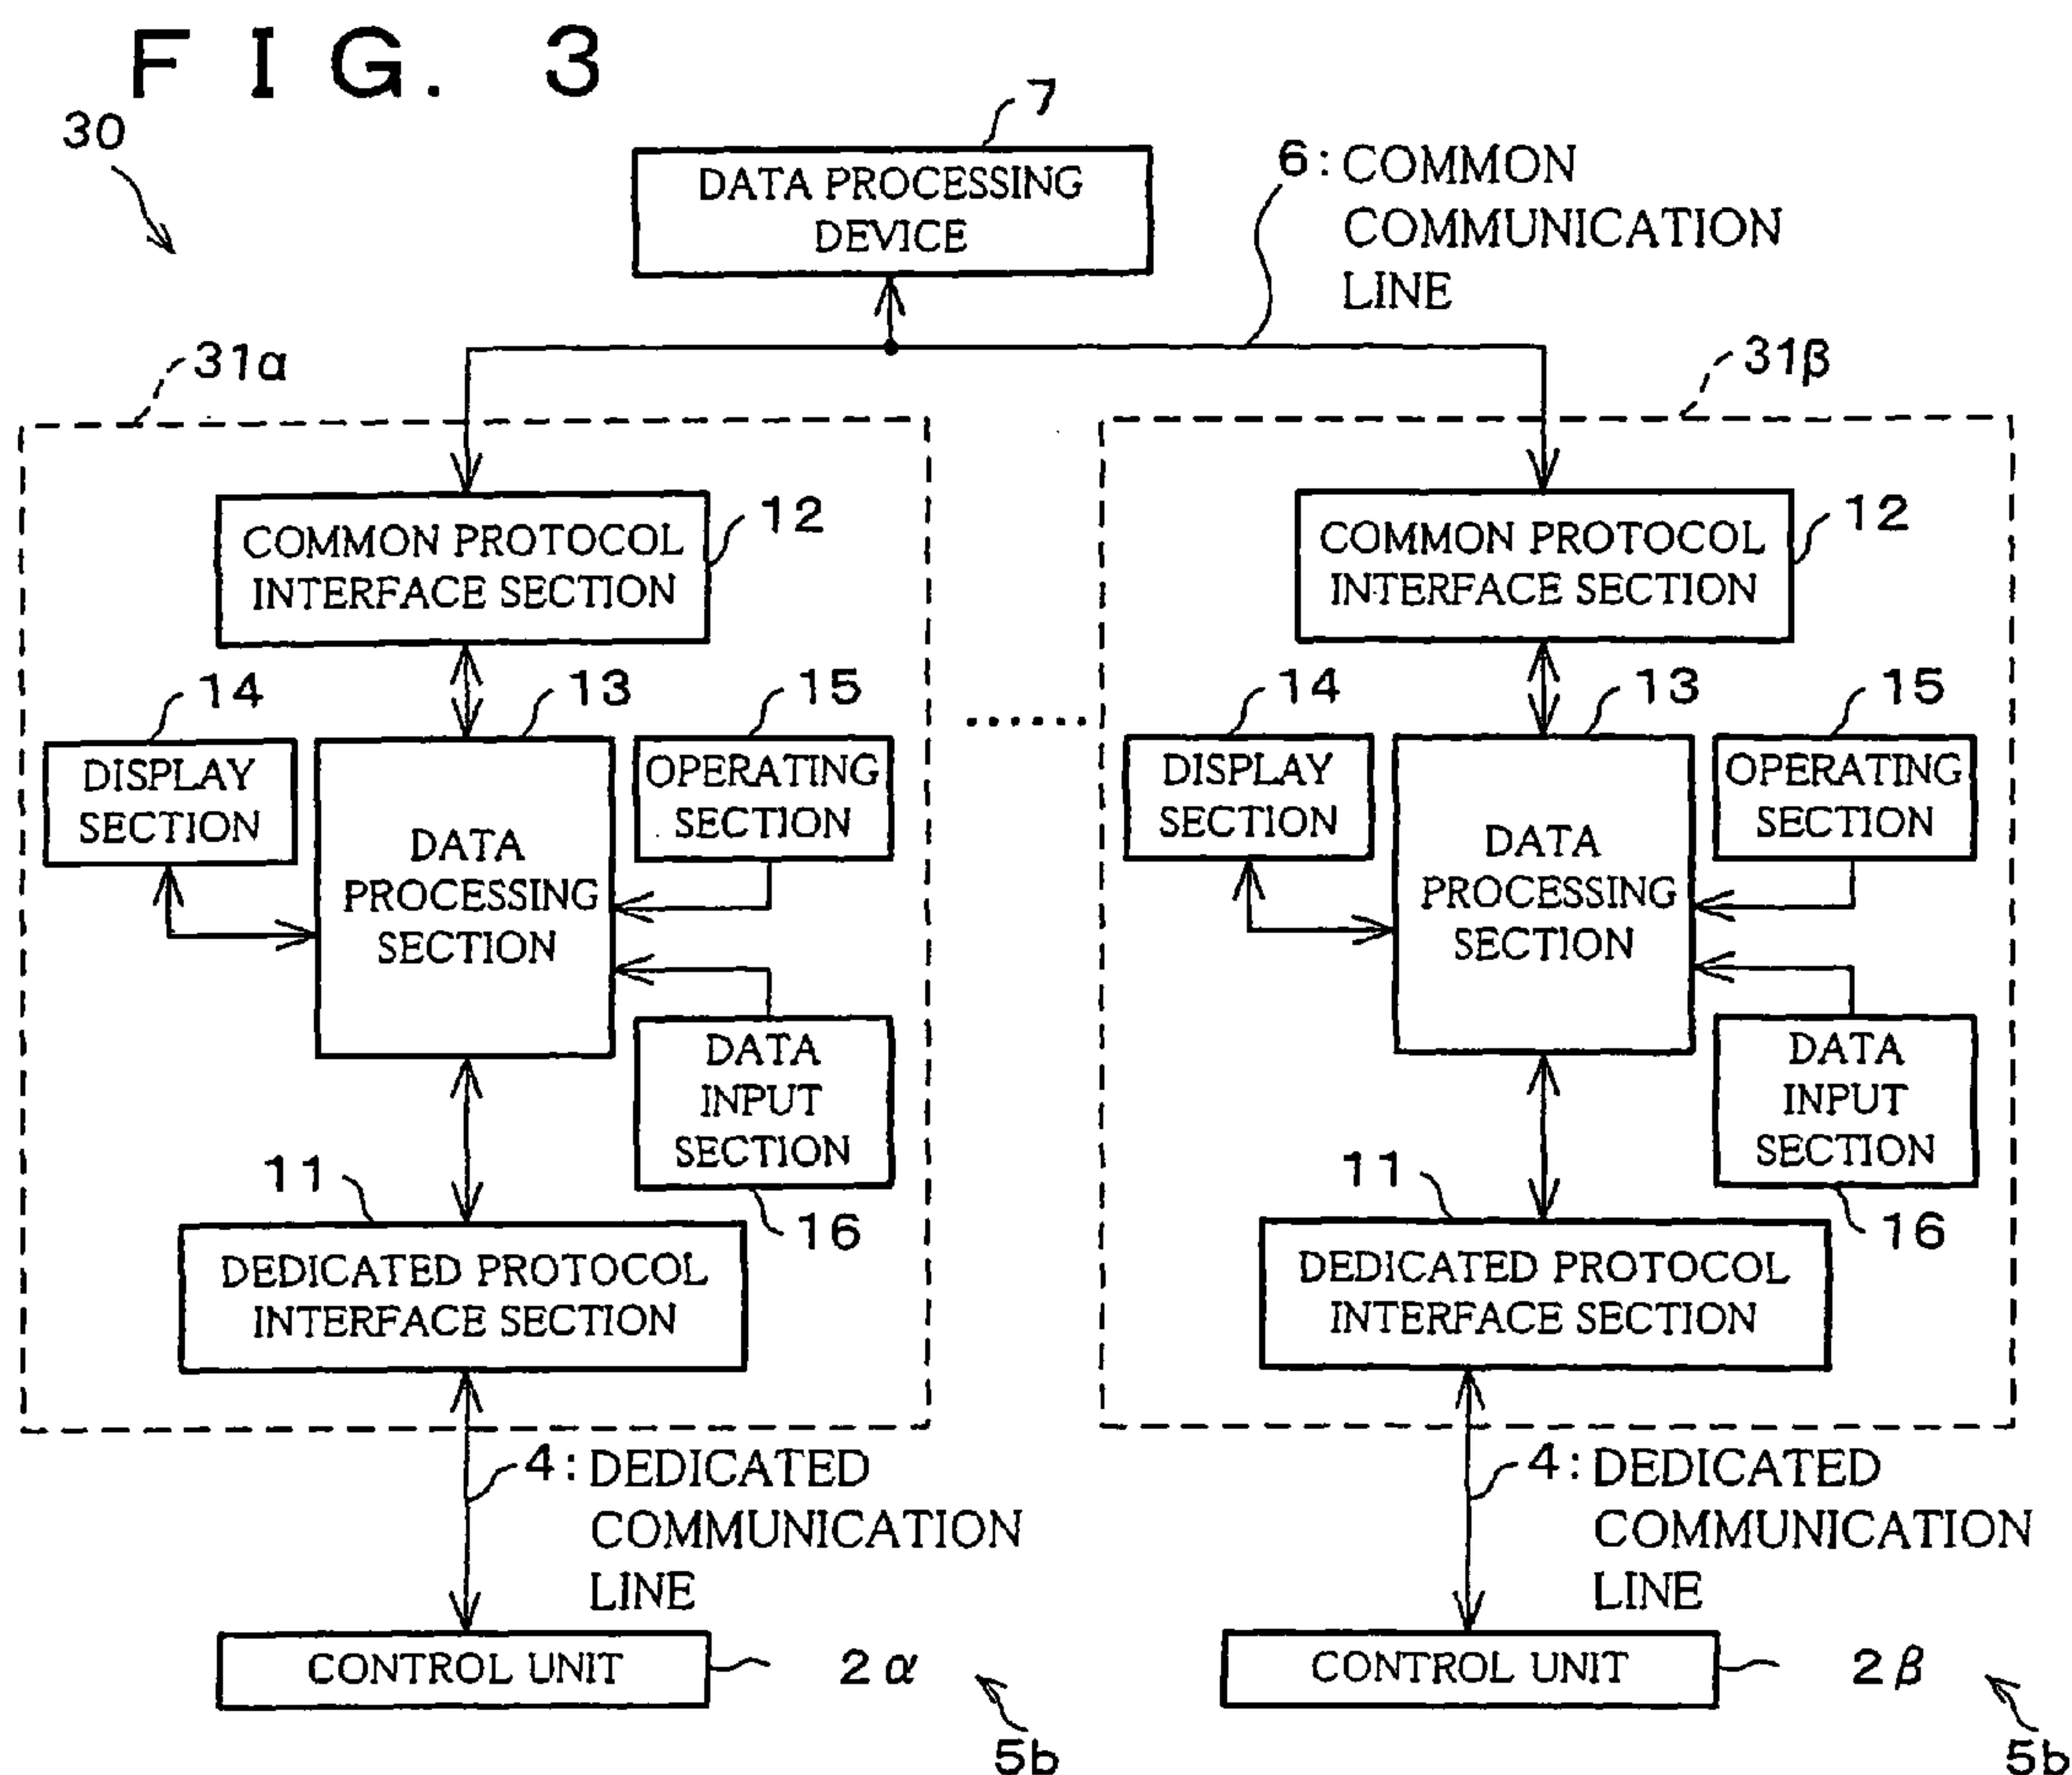 FIG. 3
30
7
DATA PROCESSING
DEVICE
6: COMMON
COMMUNICATION
LINE
31α
COMMON PROTOCOL
INTERFACE SECTION
12
14
DISPLAY
SECTION
13
DATA
PROCESSING
SECTION
15
OPERATING
SECTION
DATA
INPUT
SECTION
16
11
DEDICATED PROTOCOL
INTERFACE SECTION
4: DEDICATED
COMMUNICATION
LINE
CONTROL UNIT
2α
5b
......
31β
COMMON PROTOCOL
INTERFACE SECTION
12
14
DISPLAY
SECTION
13
DATA
PROCESSING
SECTION
15
OPERATING
SECTION
DATA
INPUT
SECTION
16
11
DEDICATED PROTOCOL
INTERFACE SECTION
4: DEDICATED
COMMUNICATION
LINE
CONTROL UNIT
2β
5b